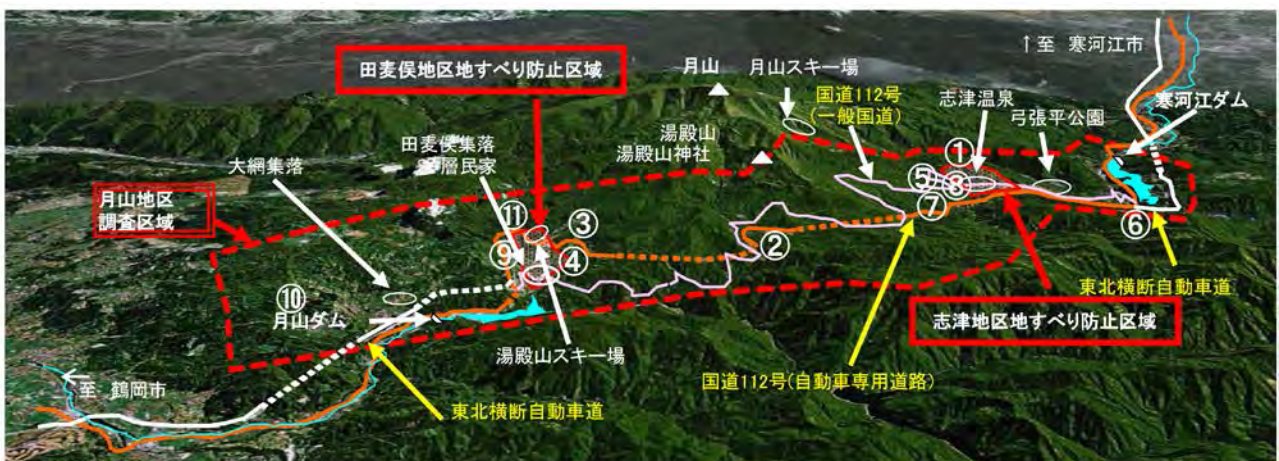 ↑至 寒河江市
田麦俣地区地すべり防止区域
月山
月山スキー場
国道112号
(一般国道)
志津温泉
弓張平公園
寒河江ダム
湯殿山
湯殿山神社
田麦俣集落
層民家
大網集落
月山地区
調査区域
①
⑤
⑧
⑦
⑥
⑪
③
⑨
④
②
⑩
月山ダム
東北横断自動車道
志津地区地すべり防止区域
湯殿山スキー場
国道112号(自動車専用道路)
←
至 鶴岡市
東北横断自動車道